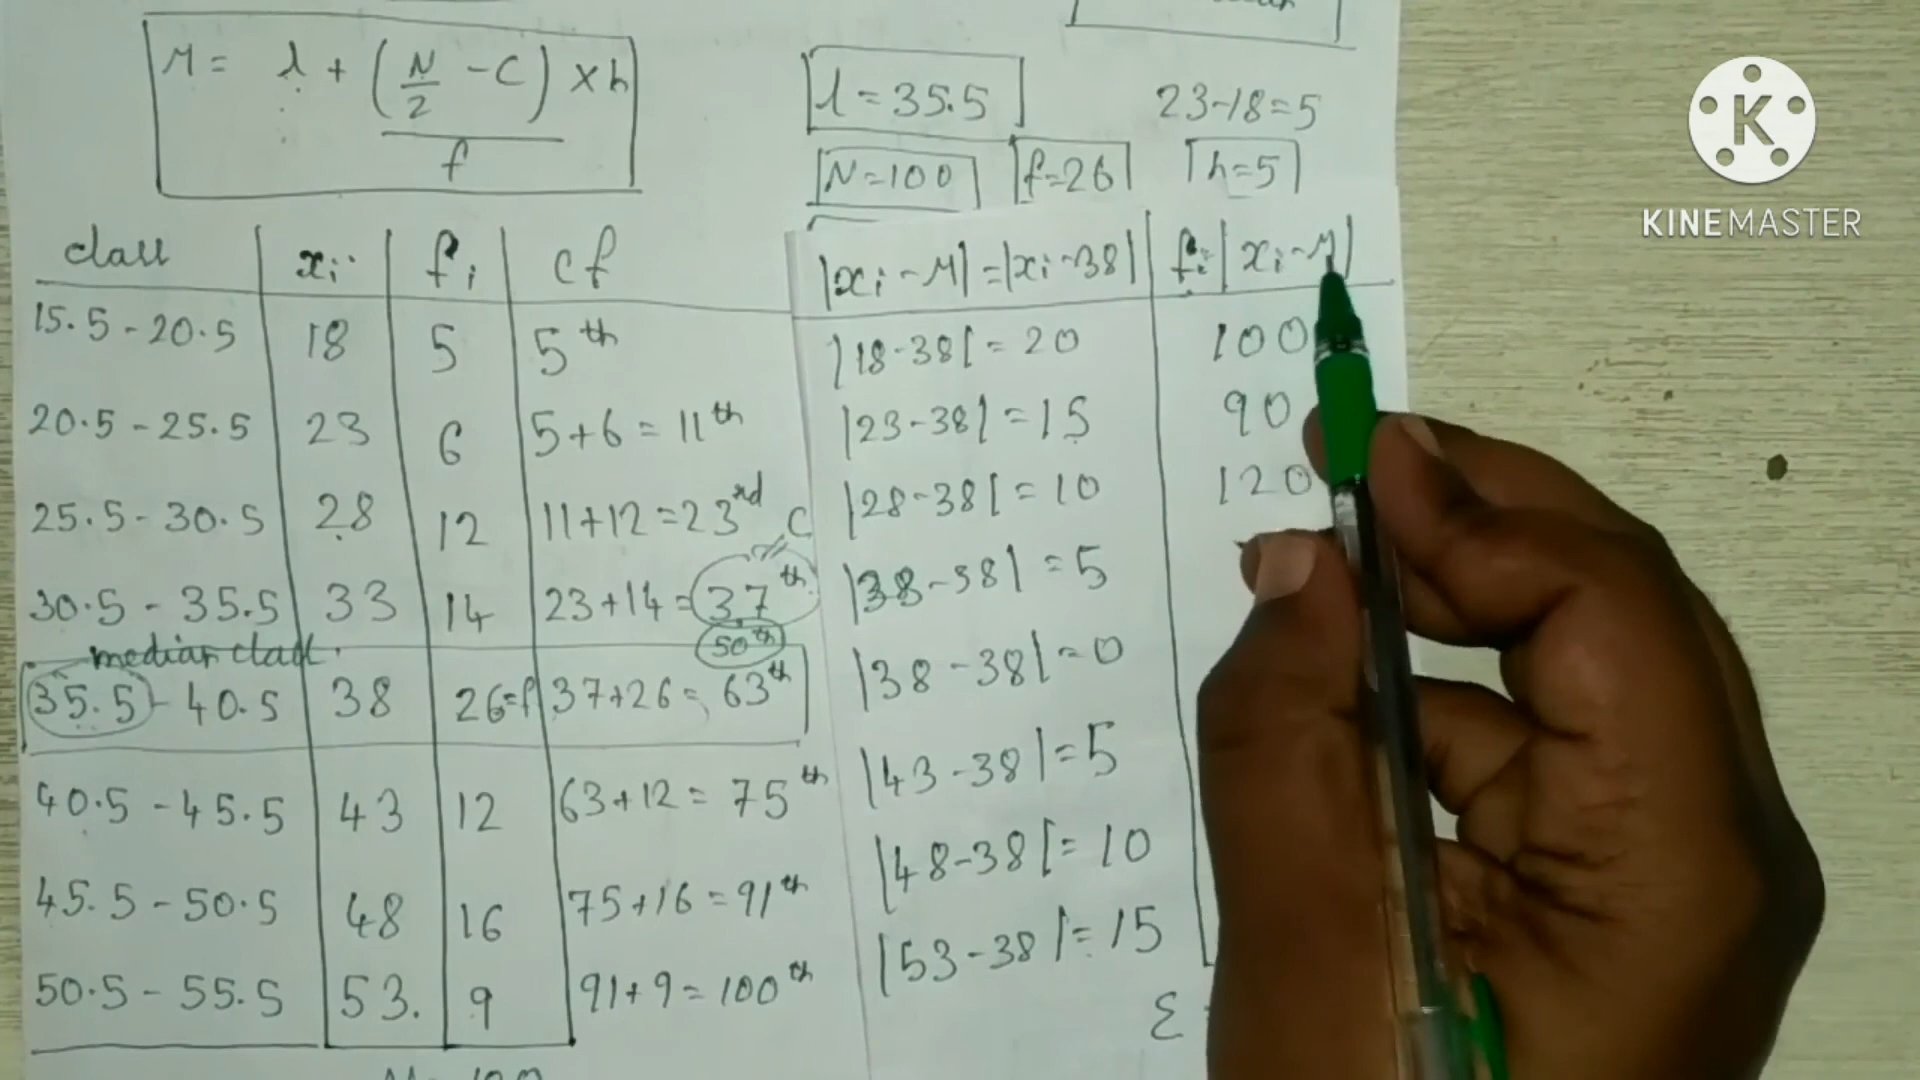 M = l + (N/2 - C)/f × h
l = 35.5
23-18=5
N=100
f=26
h=5
class | xi | fi | cf | |xi - M| = |xi - 38| | fi |xi - M|
15.5 - 20.5 | 18 | 5 | 5th | |18-38| = 20 | 100
20.5 - 25.5 | 23 | 6 | 5+6 = 11th | |23-38| = 15 | 90
25.5 - 30.5 | 28 | 12 | 11+12=23rd | |28-38| = 10 | 120
C
30.5 - 35.5 | 33 | 14 | 23+14=37th | |33-38| = 5
median class.
50th
35.5 - 40.5 | 38 | 26=f | 37+26= 63th | |38-38| = 0
40.5 - 45.5 | 43 | 12 | 63+12= 75th | |43-38| = 5
45.5 - 50.5 | 48 | 16 | 75+16=91th | |48-38| = 10
50.5 - 55.5 | 53. | 9 | 91+9=100th | |53-38| = 15
Σ =
K
KINEMASTER